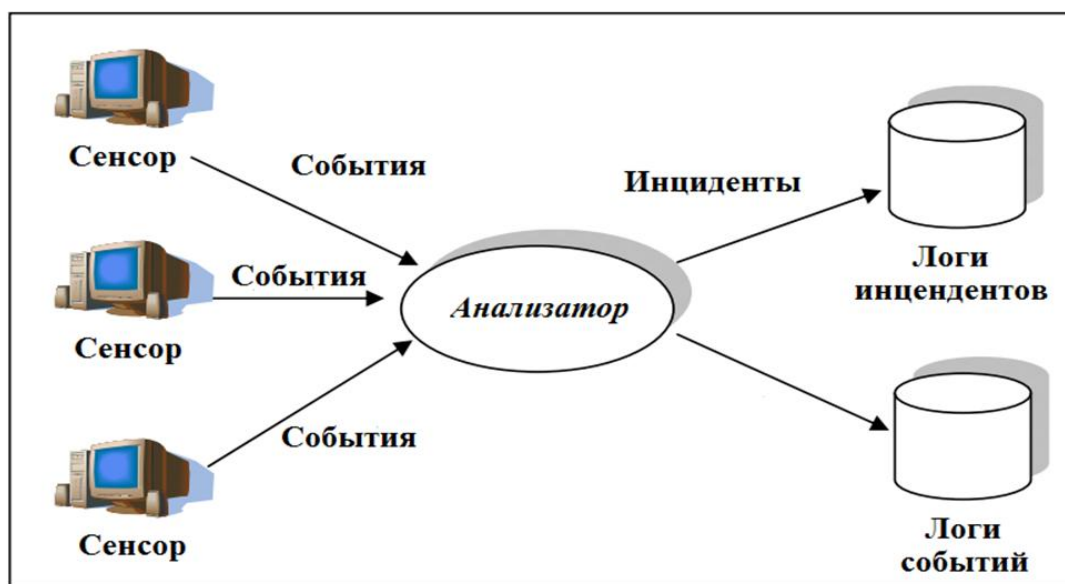 Сенсор
События
Инциденты
Логи
инцендентов
Сенсор
События
Анализатор
Сенсор
События
Логи
событий